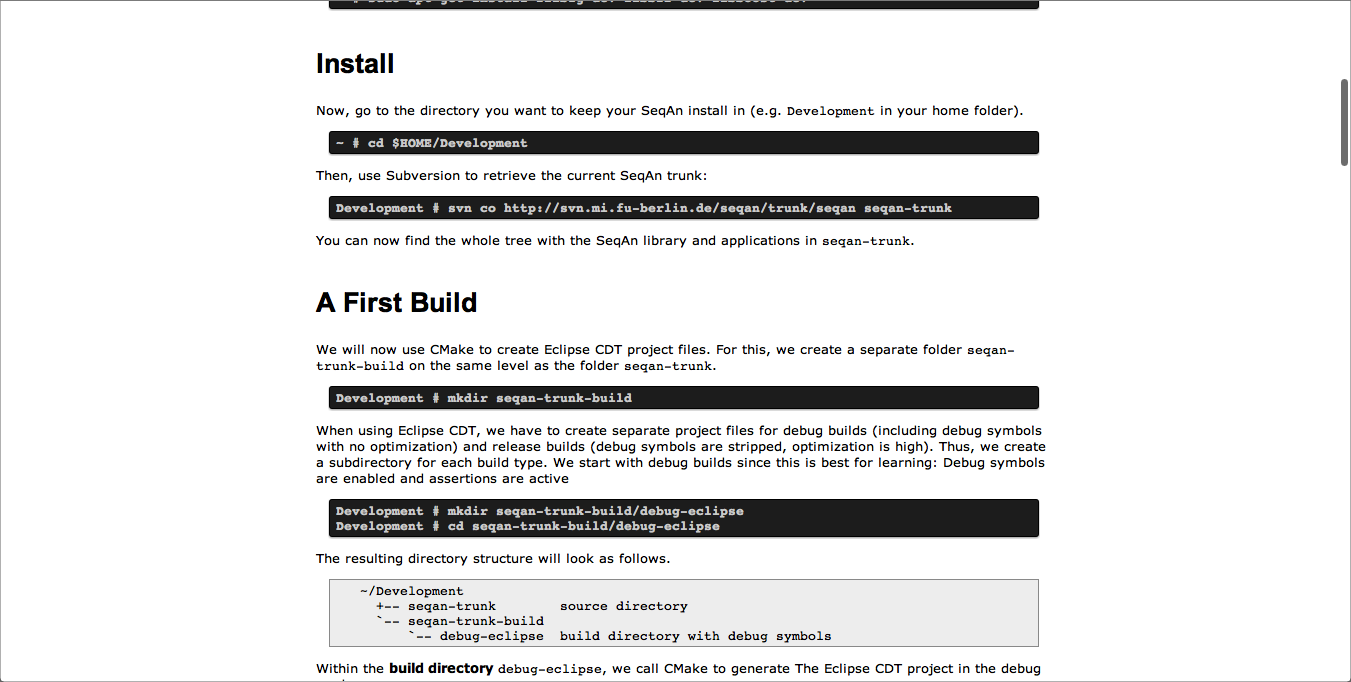 Install
Now, go to the directory you want to keep your SeqAn install in (e.g. Development in your home folder).
~ # cd $HOME/Development
Then, use Subversion to retrieve the current SeqAn trunk:
Development # svn co http://svn.mi.fu-berlin.de/seqan/trunk/seqan seqan-trunk
You can now find the whole tree with the SeqAn library and applications in seqan-trunk.
A First Build
We will now use CMake to create Eclipse CDT project files. For this, we create a separate folder seqan-
trunk-build on the same level as the folder seqan-trunk.
Development # mkdir seqan-trunk-build
When using Eclipse CDT, we have to create separate project files for debug builds (including debug symbols
with no optimization) and release builds (debug symbols are stripped, optimization is high). Thus, we create
a subdirectory for each build type. We start with debug builds since this is best for learning: Debug symbols
are enabled and assertions are active
Development # mkdir seqan-trunk-build/debug-eclipse
Development # cd seqan-trunk-build/debug-eclipse
The resulting directory structure will look as follows.
~/Development
+-- seqan-trunk source directory
`-- seqan-trunk-build
`-- debug-eclipse build directory with debug symbols
Within the build directory debug-eclipse, we call CMake to generate The Eclipse CDT project in the debug